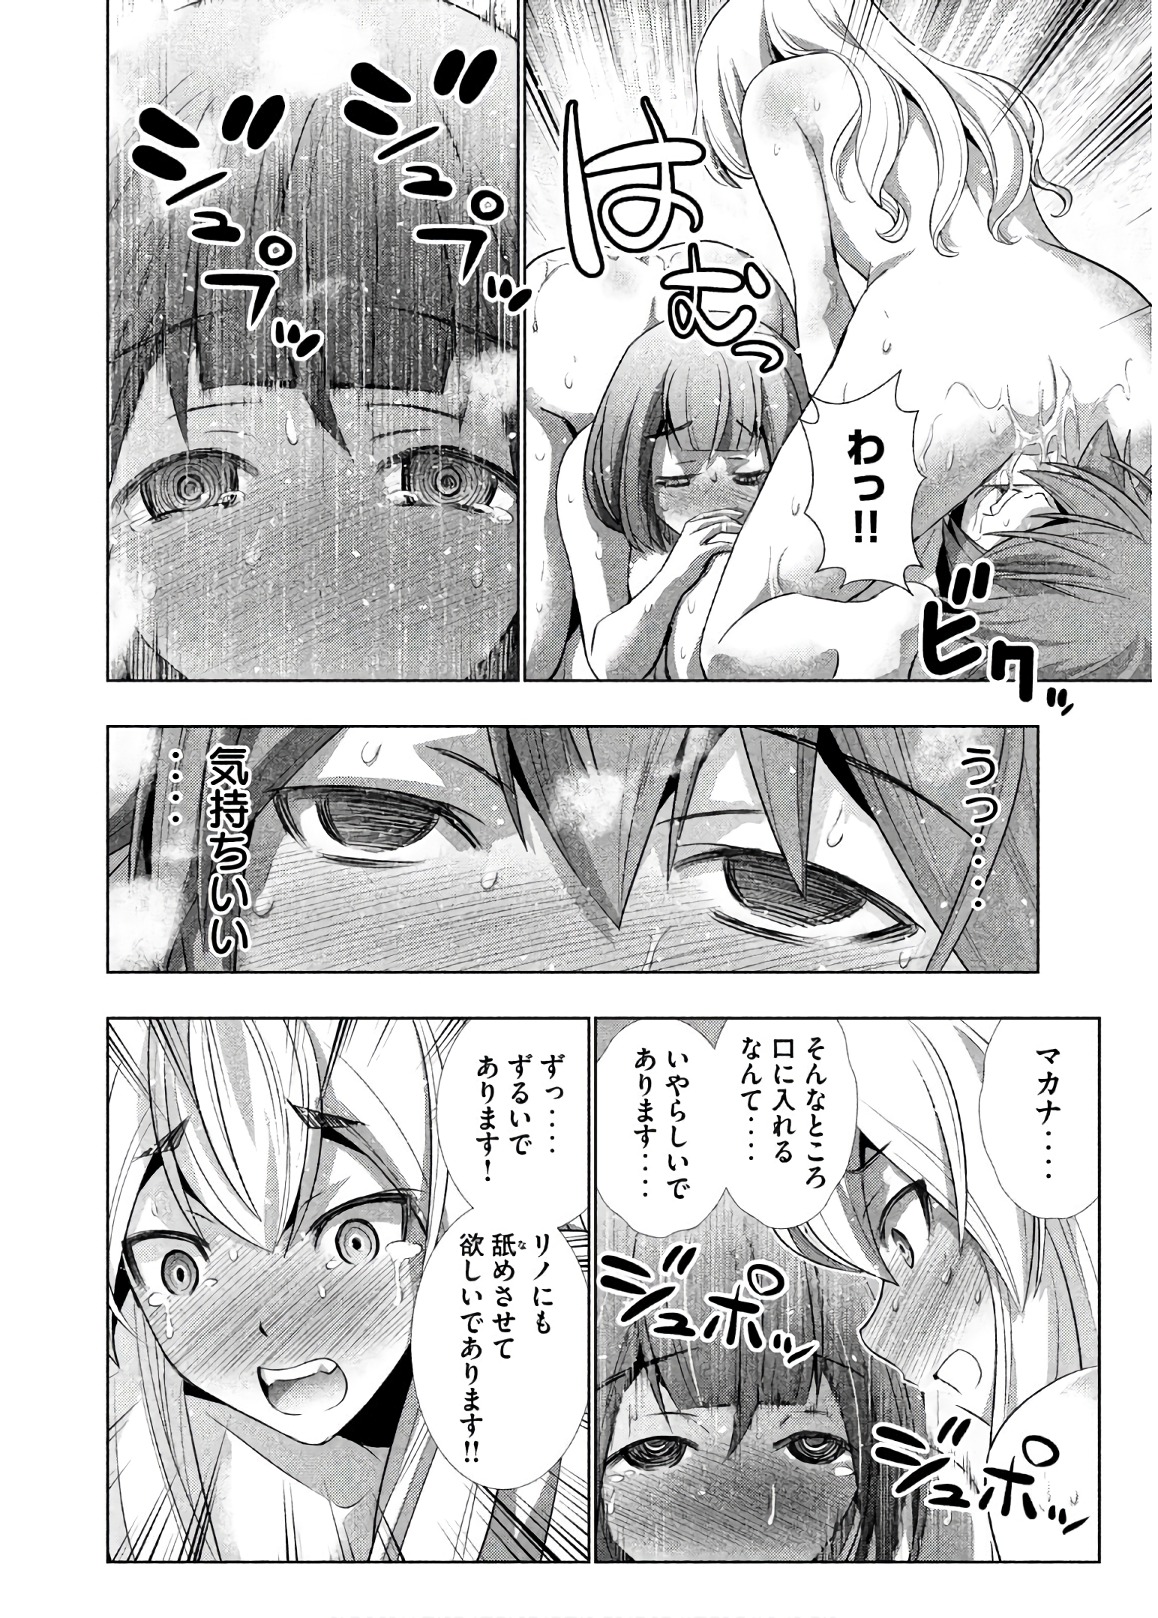 はむっ
わっ!!
ビクッ
ジュプッ
ジュプッ
うっ‥‥
気持ちいい
‥‥
マカナ‥‥
そんなところ
口に入れる
なんて‥‥
いやらしいで
あります‥‥
ジュポッ
ジュポッ
ずっ‥‥
ずるいで
あります!
リノにも
舐めさせて
な
欲しいであります!!